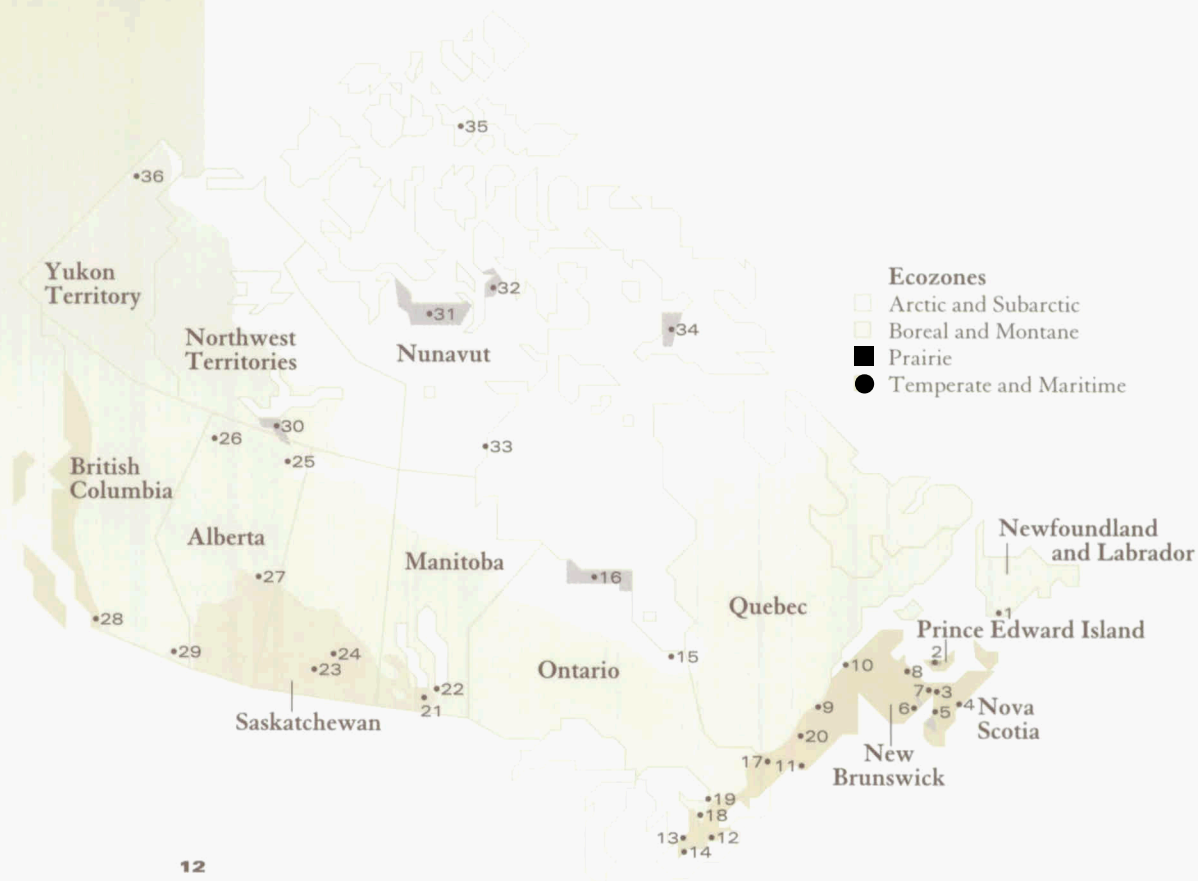 35
36
Yukon
Territory
32
31
34
Ecozones
Arctic and Subarctic
Boreal and Montane
Prairie
Temperate and Maritime
Northwest
Territories
Nunavut
30
26
33
25
British
Columbia
Alberta
Manitoba
Newfoundland
and Labrador
27
16
Quebec
28
1
Prince Edward Island
29
24
23
15
Ontario
10
2
8
22
21
7
3
6
5
4
Nova
Scotia
9
Saskatchewan
20
New
Brunswick
17
11
19
18
13
12
14
12